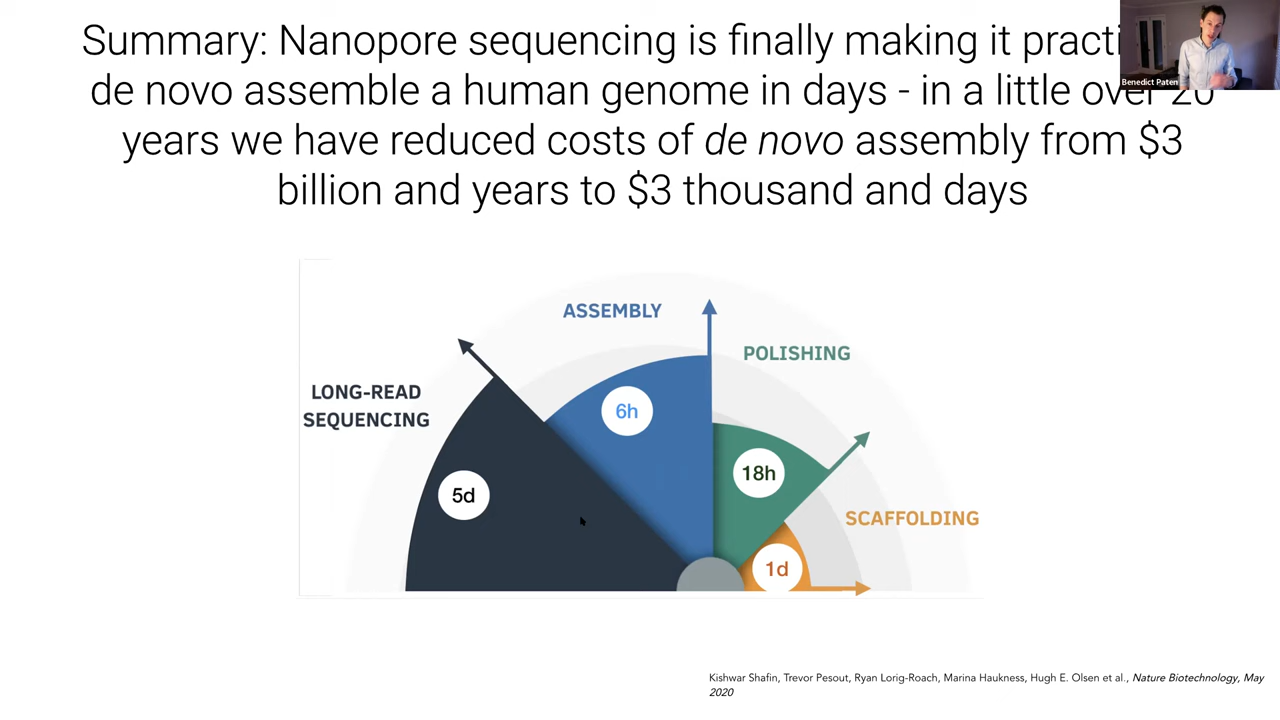 Summary: Nanopore sequencing is finally making it
de novo assemble a human genome in days - in a little over 20
years we have reduced costs of de novo assembly from $3
billion and years to $3 thousand and days
Benedict Paten
ASSEMBLY
POLISHING
LONG-READ
SEQUENCING
6h
18h
5d
SCAFFOLDING
1d
Kishwar Shafin, Trevor Pesout, Ryan Lorig-Roach, Marina Haukness, Hugh E. Olsen et al., Nature Biotechnology, May
2020